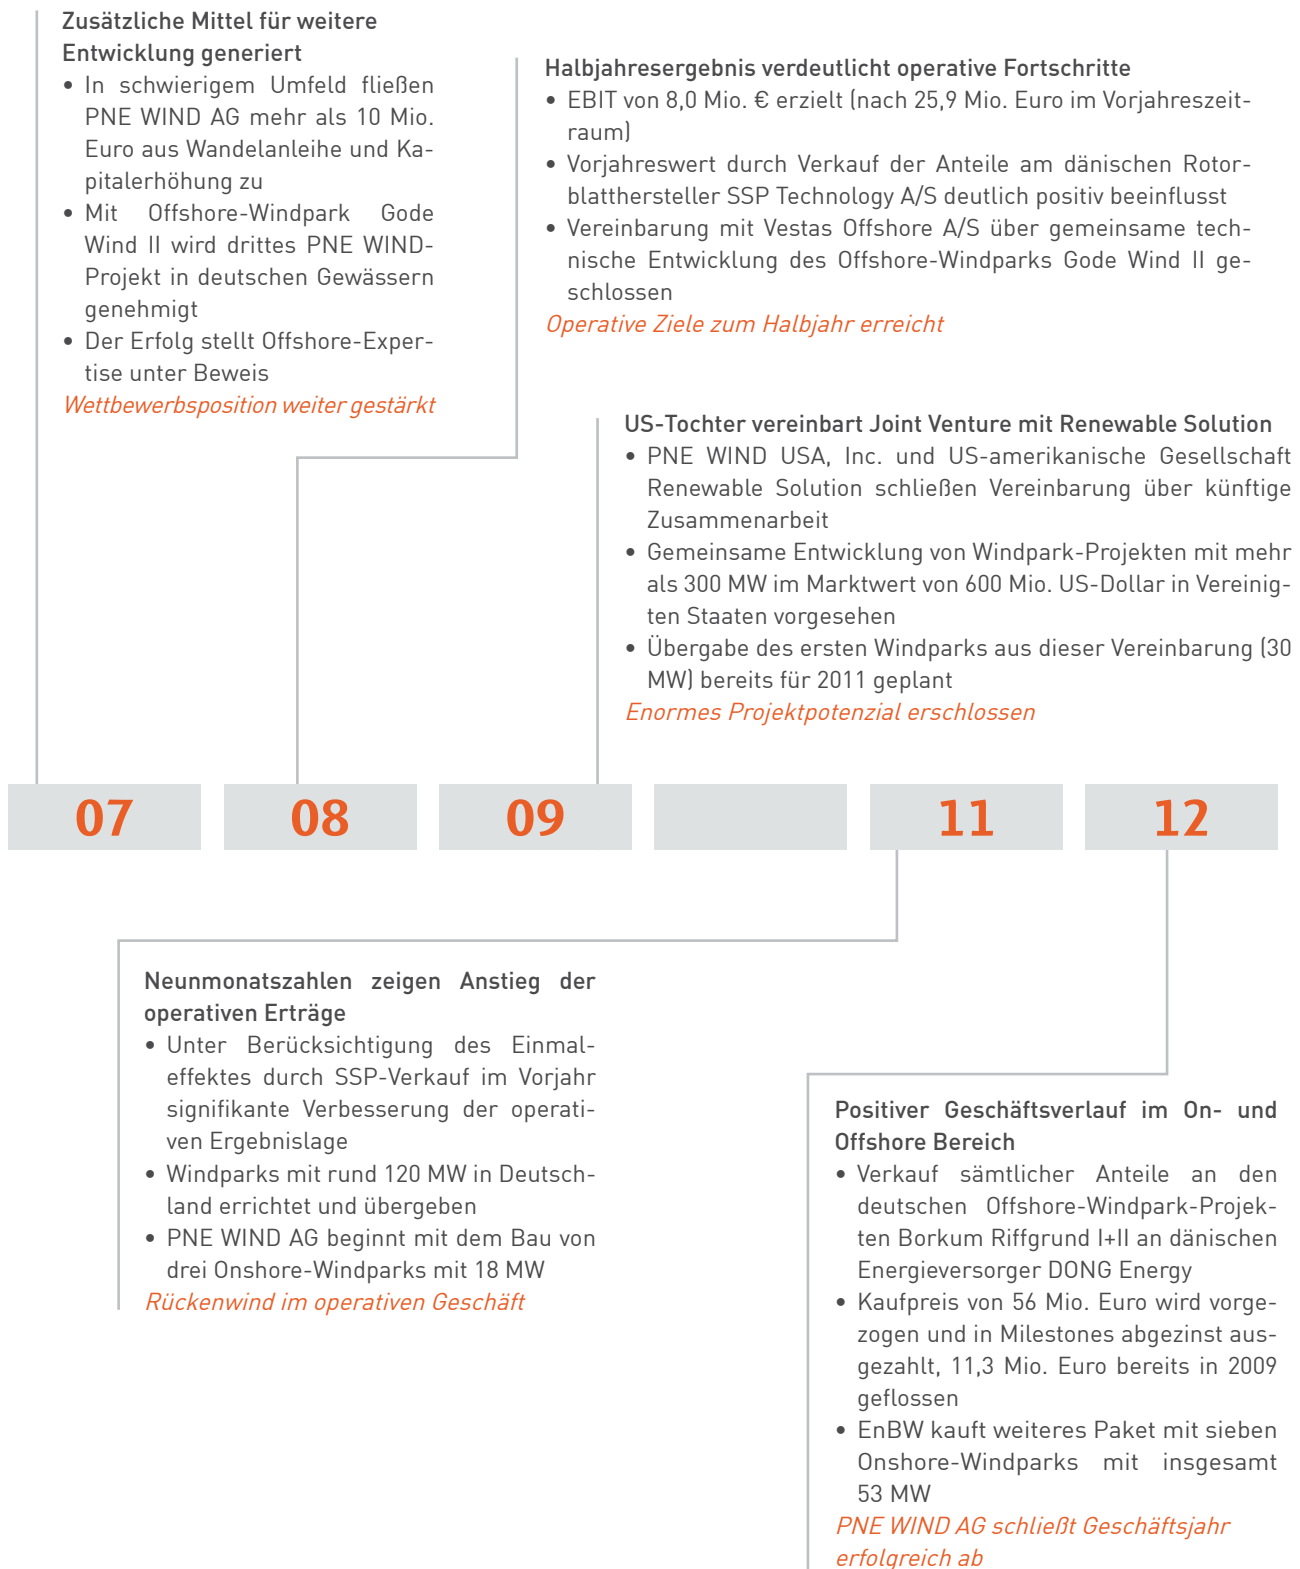 Zusätzliche Mittel für weitere
Entwicklung generiert
• In schwierigem Umfeld fließen
PNE WIND AG mehr als 10 Mio.
Euro aus Wandelanleihe und Ka-
pitalerhöhung zu
• Mit Offshore-Windpark Gode
Wind II wird drittes PNE WIND-
Projekt in deutschen Gewässern
genehmigt
• Der Erfolg stellt Offshore-Exper-
tise unter Beweis
Wettbewerbsposition weiter gestärkt
Halbjahresergebnis verdeutlicht operative Fortschritte
• EBIT von 8,0 Mio. € erzielt (nach 25,9 Mio. Euro im Vorjahreszeit-
raum)
• Vorjahreswert durch Verkauf der Anteile am dänischen Rotor-
blatthersteller SSP Technology A/S deutlich positiv beeinflusst
• Vereinbarung mit Vestas Offshore A/S über gemeinsame tech-
nische Entwicklung des Offshore-Windparks Gode Wind II ge-
schlossen
Operative Ziele zum Halbjahr erreicht
US-Tochter vereinbart Joint Venture mit Renewable Solution
• PNE WIND USA, Inc. und US-amerikanische Gesellschaft
Renewable Solution schließen Vereinbarung über künftige
Zusammenarbeit
• Gemeinsame Entwicklung von Windpark-Projekten mit mehr
als 300 MW im Marktwert von 600 Mio. US-Dollar in Vereinig-
ten Staaten vorgesehen
• Übergabe des ersten Windparks aus dieser Vereinbarung (30
MW) bereits für 2011 geplant
Enormes Projektpotenzial erschlossen
07 08 09 11 12
Neunmonatszahlen zeigen Anstieg der
operativen Erträge
• Unter Berücksichtigung des Einmal-
effektes durch SSP-Verkauf im Vorjahr
signifikante Verbesserung der operati-
ven Ergebnislage
• Windparks mit rund 120 MW in Deutsch-
land errichtet und übergeben
• PNE WIND AG beginnt mit dem Bau von
drei Onshore-Windparks mit 18 MW
Rückenwind im operativen Geschäft
Positiver Geschäftsverlauf im On- und
Offshore Bereich
• Verkauf sämtlicher Anteile an den
deutschen Offshore-Windpark-Projek-
ten Borkum Riffgrund I+II an dänischen
Energieversorger DONG Energy
• Kaufpreis von 56 Mio. Euro wird vorge-
zogen und in Milestones abgezinst aus-
gezahlt, 11,3 Mio. Euro bereits in 2009
geflossen
• EnBW kauft weiteres Paket mit sieben
Onshore-Windparks mit insgesamt
53 MW
PNE WIND AG schließt Geschäftsjahr
erfolgreich ab